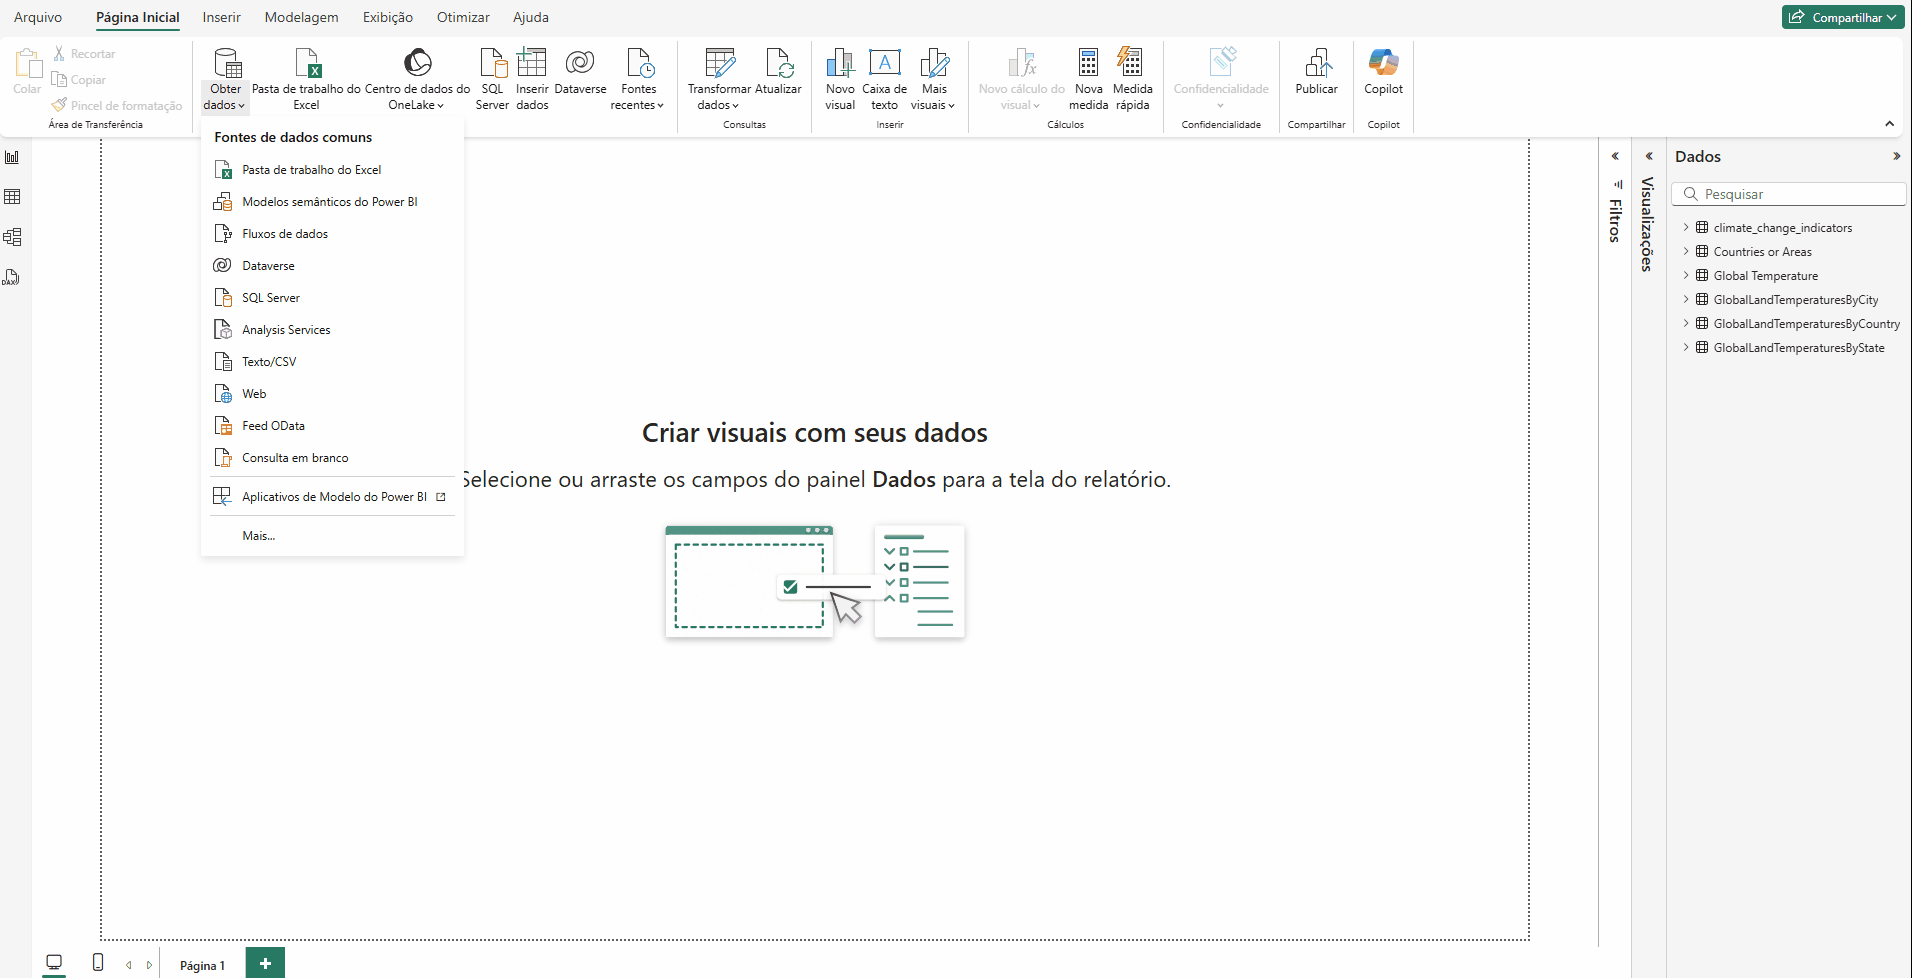 Arquivo
Página Inicial
Inserir
Modelagem
Exibição
Otimizar
Ajuda
Compartilhar
Colar
Recortar
Copiar
Pincel de formatação
Área de Transferência
Obter
dados
Pasta de trabalho do
Excel
Centro de dados do
OneLake
SQL
Server
Inserir
dados
Dataverse
Fontes
recentes
Transformar
dados
Atualizar
Consultas
Novo
visual
Caixa de
texto
Mais
visuais
Inserir
Novo cálculo do
visual
Nova
medida
Medida
rápida
Cálculos
Confidencialidade
Confidencialidade
Publicar
Compartilhar
Copilot
Copilot
Fontes de dados comuns
Pasta de trabalho do Excel
Modelos semânticos do Power BI
Fluxos de dados
Dataverse
SQL Server
Analysis Services
Texto/CSV
Web
Feed OData
Consulta em branco
Aplicativos de Modelo do Power BI
Mais...
Criar visuais com seus dados
Selecione ou arraste os campos do painel Dados para a tela do relatório.
Filtros
Visualizações
Dados
Pesquisar
climate_change_indicators
Countries or Areas
Global Temperature
GlobalLandTemperaturesByCity
GlobalLandTemperaturesByCountry
GlobalLandTemperaturesByState
Página 1